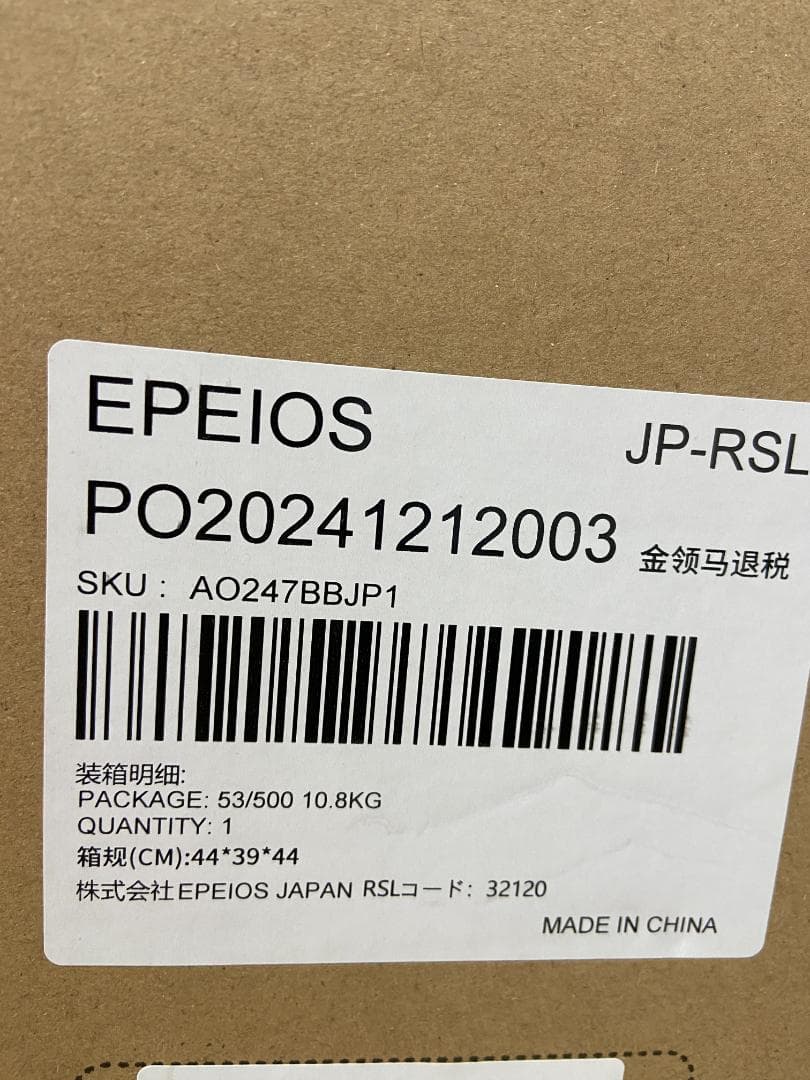 EPEIOS JP-RSL
PO20241212003 金领马退税
SKU : AO247BBJP1
装箱明细:
PACKAGE: 53/500 10.8KG
QUANTITY: 1
箱规(CM):44*39*44
株式会社EPEIOS JAPAN RSLコード: 32120
MADE IN CHINA